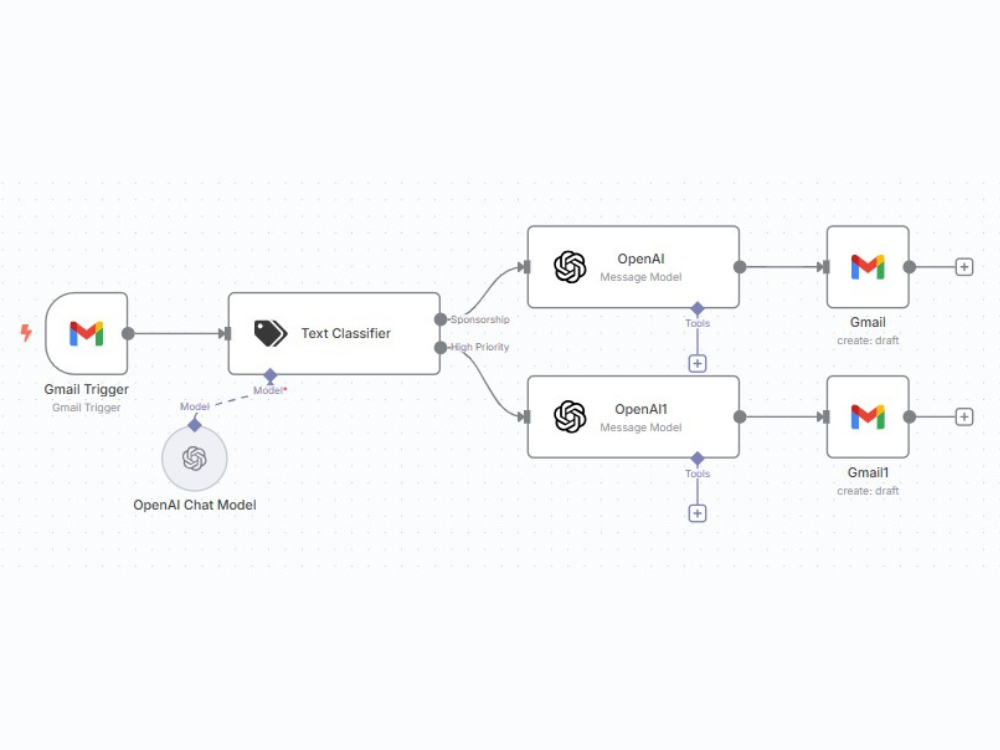 Gmail Trigger
Gmail Trigger
Text Classifier
Model*
Model
OpenAI Chat Model
Sponsorship
High Priority
OpenAI
Message Model
Tools
Gmail
create: draft
OpenAI1
Message Model
Tools
Gmail1
create: draft